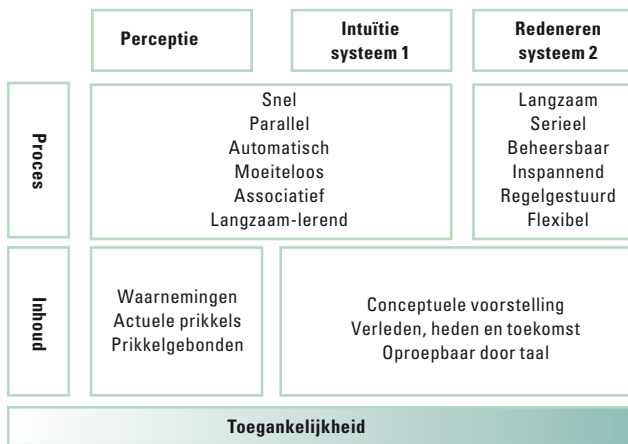 Perceptie
Intuïtie
systeem 1
Redeneren
systeem 2
Proces
Snel
Parallel
Automatisch
Moeiteloos
Associatief
Langzaam-lerend
Langzaam
Serieel
Beheersbaar
Inspannend
Regelgestuurd
Flexibel
Inhoud
Waarnemingen
Actuele prikkels
Prikkelgebonden
Conceptuele voorstelling
Verleden, heden en toekomst
Oproepbaar door taal
Toegankelijkheid